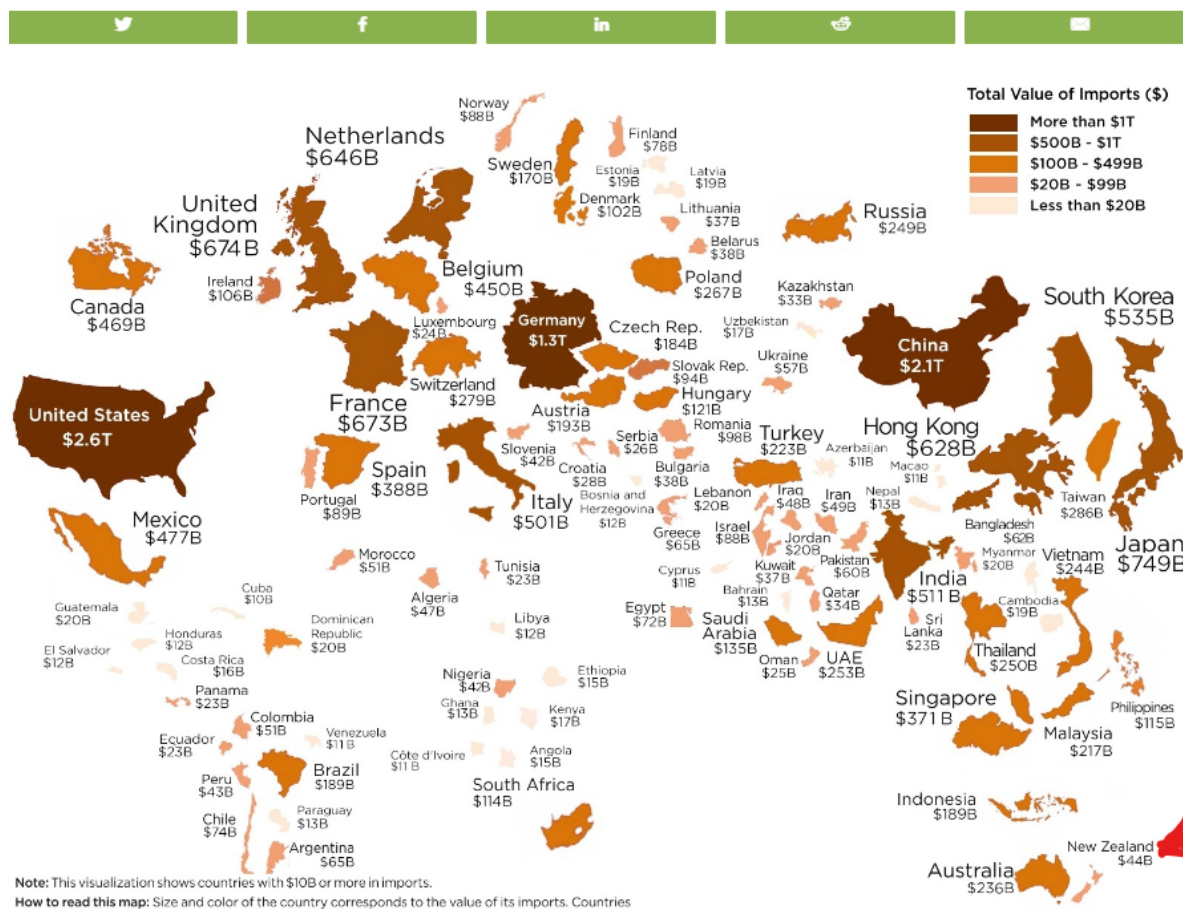 Total Value of Imports ($)
More than $1T
$500B - $1T
$100B - $499B
$20B - $99B
Less than $20B
Norway
$88B
Netherlands
$646B
Sweden
$170B
Finland
$78B
Estonia
$19B
Latvia
$19B
Denmark
$102B
Lithuania
$37B
United
Kingdom
$674B
Belarus
$38B
Russia
$249B
Ireland
$106B
Belgium
$450B
Poland
$267B
Canada
$469B
Luxembourg
$24B
Germany
$1.3T
Czech Rep.
$184B
Kazakhstan
$33B
Uzbekistan
$17B
China
$2.1T
South Korea
$535B
Switzerland
$279B
Slovak Rep.
$94B
Ukraine
$57B
United States
$2.6T
France
$673B
Austria
$193B
Hungary
$121B
Hong Kong
$628B
Slovenia
$42B
Serbia
$26B
Romania
$98B
Turkey
$223B
Azerbaijan
$11B
Macao
$11B
Spain
$388B
Croatia
$28B
Bulgaria
$38B
Portugal
$89B
Italy
$501B
Bosnia and
Herzegovina
$12B
Lebanon
$20B
Iraq
$48B
Iran
$49B
Nepal
$13B
Taiwan
$286B
Mexico
$477B
Greece
$65B
Israel
$88B
Jordan
$20B
Bangladesh
$62B
Japan
$749B
Morocco
$51B
Tunisia
$23B
Cyprus
$11B
Kuwait
$37B
Pakistan
$60B
India
$511 B
Myanmar
$20B
Vietnam
$244B
Algeria
$47B
Cuba
$10B
Bahrain
$13B
Qatar
$34B
Cambodia
$19B
Guatemala
$20B
Dominican
Republic
$20B
Libya
$12B
Egypt
$72B
Saudi
Arabia
$135B
Sri
Lanka
$23B
Honduras
$12B
El Salvador
$12B
Costa Rica
$16B
Oman
$25B
UAE
$253B
Thailand
$250B
Panama
$23B
Nigeria
$42B
Ethiopia
$15B
Singapore
$371 B
Philippines
$115B
Colombia
$51B
Ghana
$13B
Kenya
$17B
Malaysia
$217B
Ecuador
$23B
Venezuela
$11 B
Côte d'Ivoire
$11 B
Angola
$15B
Peru
$43B
Brazil
$189B
South Africa
$114B
Indonesia
$189B
Chile
$74B
Paraguay
$13B
Argentina
$65B
New Zealand
$44B
Australia
$236B
Note: This visualization shows countries with $10B or more in imports.
How to read this map: Size and color of the country corresponds to the value of its imports. Countries